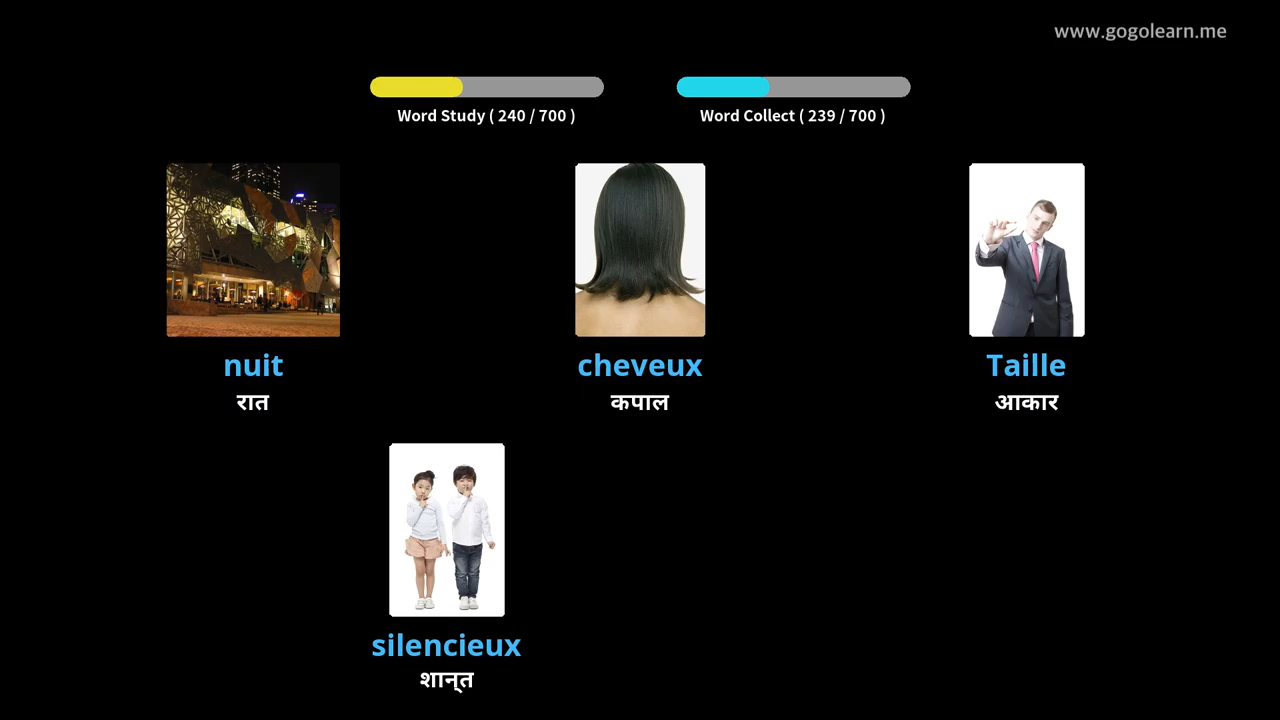 www.gogolearn.me
Word Study ( 240 / 700 )
Word Collect ( 239 / 700 )
nuit
cheveux
Taille
रात
कपाल
आकार
silencieux
शान्‌त